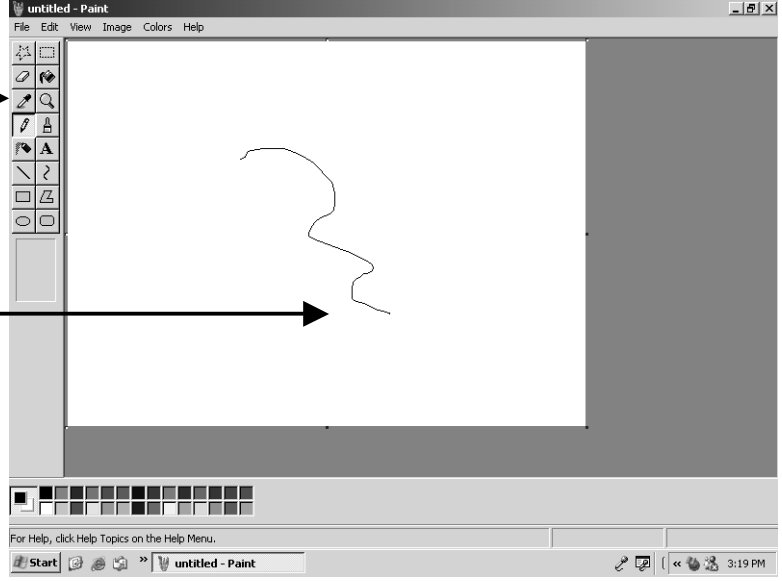 untitled - Paint
File Edit View Image Colors Help
A
For Help, click Help Topics on the Help Menu.
Start » untitled - Paint « 3:19 PM